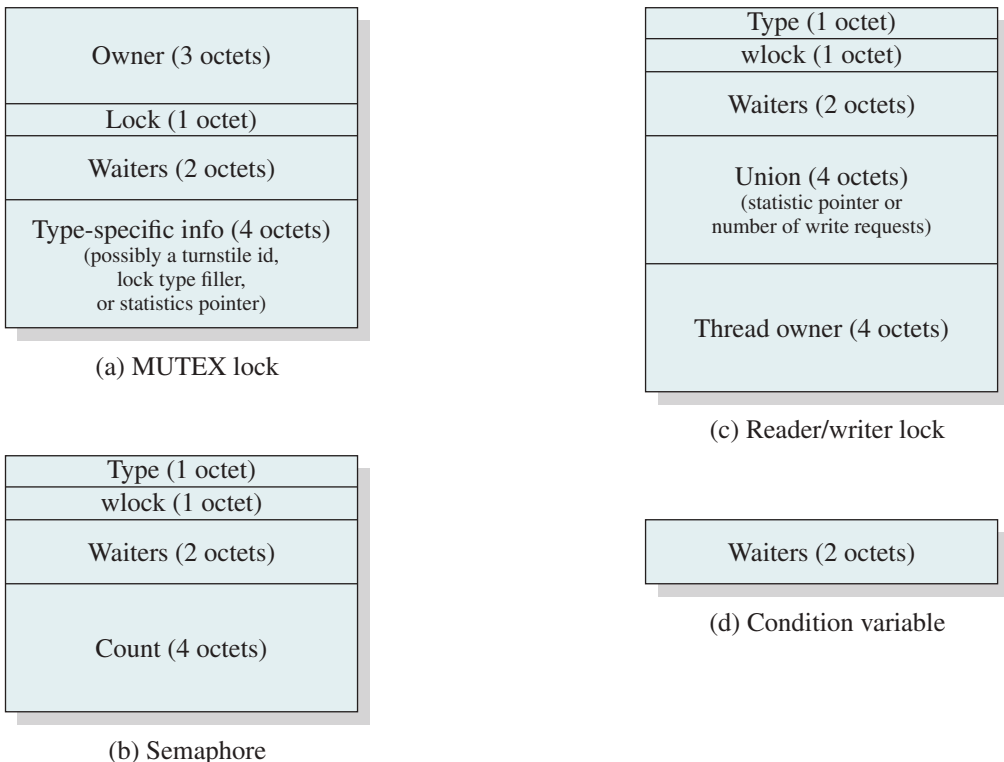 Owner (3 octets)
Lock (1 octet)
Waiters (2 octets)
Type-specific info (4 octets)
(possibly a turnstile id,
lock type filler,
or statistics pointer)
(a) MUTEX lock
Type (1 octet)
wlock (1 octet)
Waiters (2 octets)
Count (4 octets)
(b) Semaphore
Type (1 octet)
wlock (1 octet)
Waiters (2 octets)
Union (4 octets)
(statistic pointer or
number of write requests)
Thread owner (4 octets)
(c) Reader/writer lock
Waiters (2 octets)
(d) Condition variable